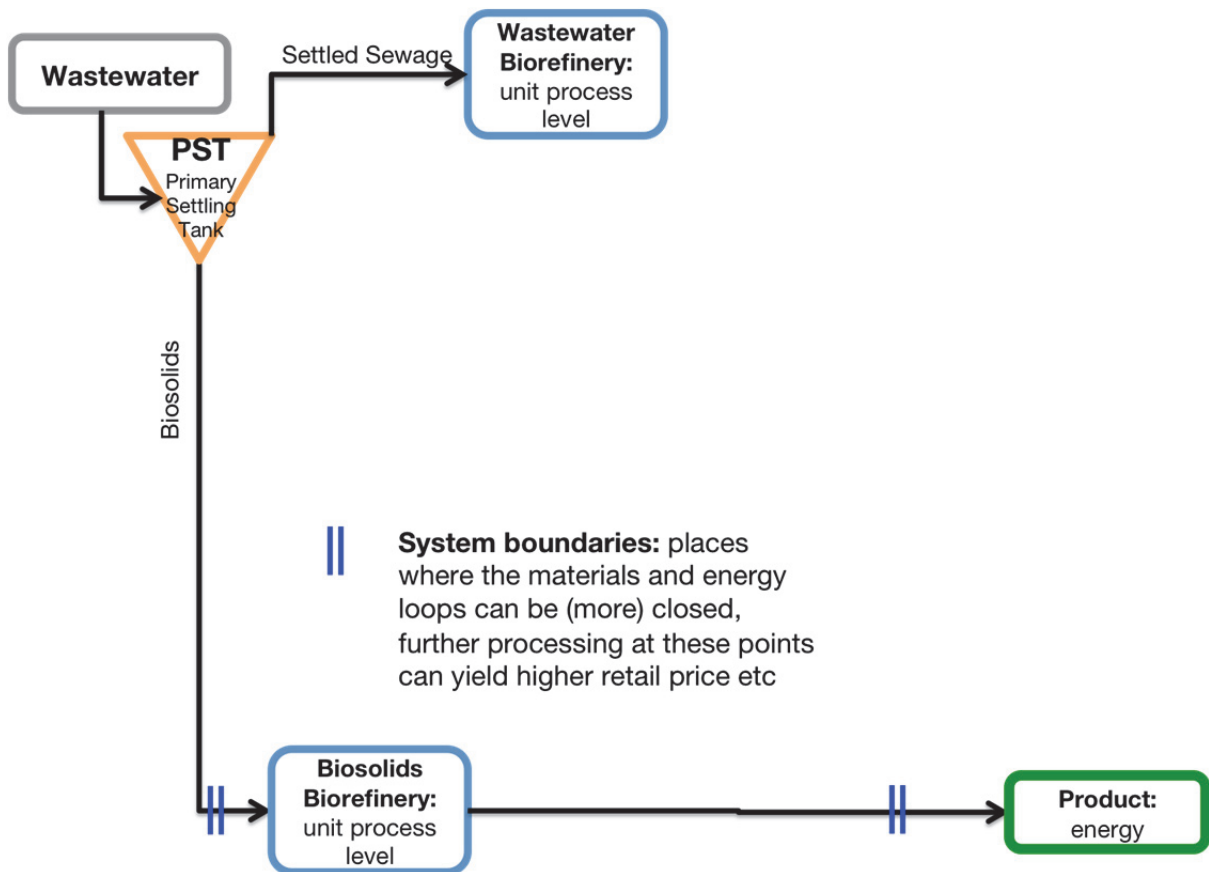 Wastewater
Settled Sewage
Wastewater
Biorefinery:
unit process
level
PST
Primary
Settling
Tank
Biosolids
System boundaries: places
where the materials and energy
loops can be (more) closed,
further processing at these points
can yield higher retail price etc
Biosolids
Biorefinery:
unit process
level
Product:
energy